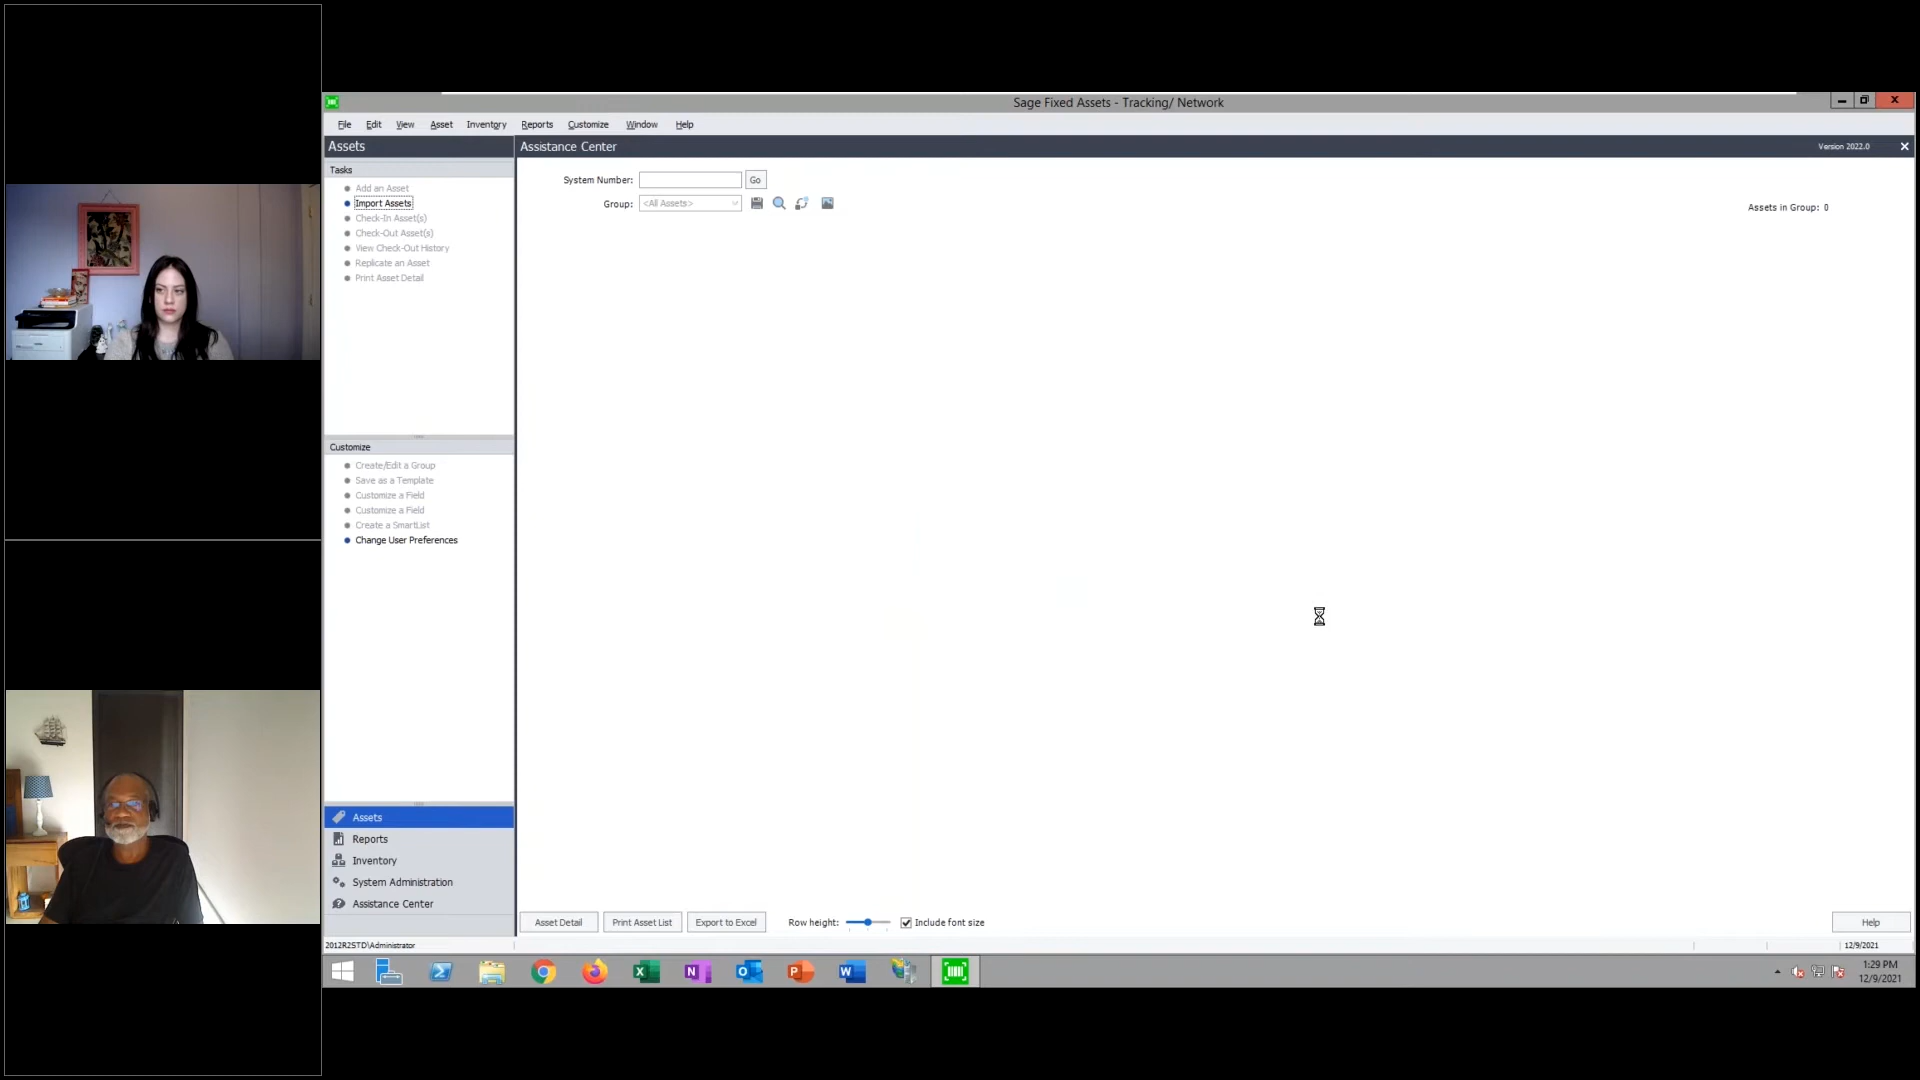 Sage Fixed Assets - Tracking/ Network
File Edit View Asset Inventory Reports Customize Window Help
Assets
Assistance Center
Version 2022.0
Tasks
Add an Asset
Import Assets
Check-In Asset(s)
Check-Out Asset(s)
View Check-Out History
Replicate an Asset
Print Asset Detail
System Number:
Go
Group:
<All Assets>
Assets in Group: 0
Customize
Create/Edit a Group
Save as a Template
Customize a Field
Customize a Field
Create a SmartList
Change User Preferences
Assets
Reports
Inventory
System Administration
Assistance Center
Asset Detail
Print Asset List
Export to Excel
Row height:
Include font size
Help
2012R2STD\Administrator
12/9/2021
1:29 PM
12/9/2021